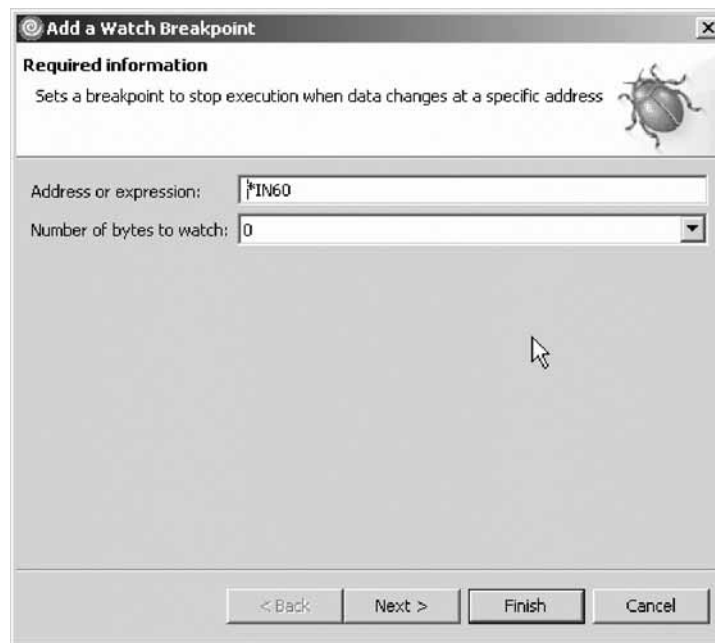 Add a Watch Breakpoint
Required information
Sets a breakpoint to stop execution when data changes at a specific address
Address or expression: *IN60
Number of bytes to watch: 0
< Back Next > Finish Cancel